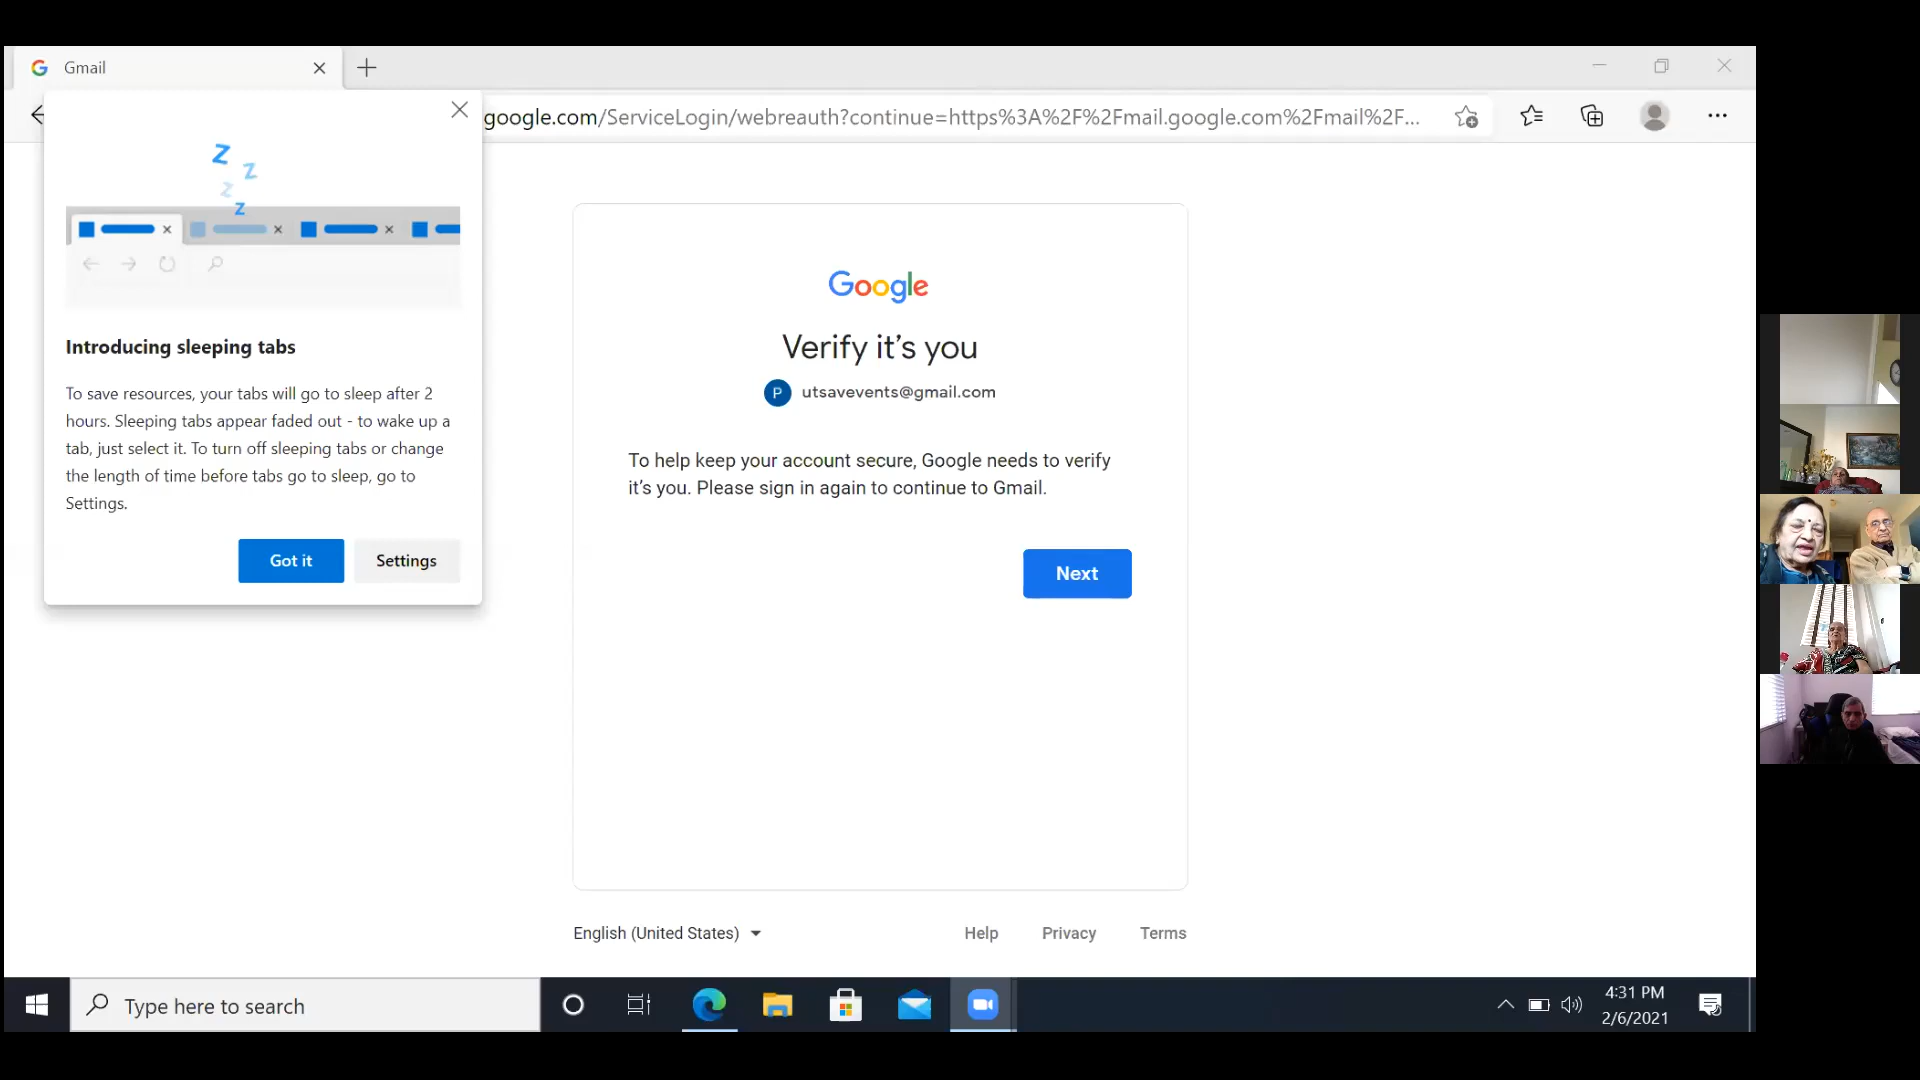 Gmail
google.com/ServiceLogin/webreauth?continue=https%3A%2F%2Fmail.google.com%2Fmail%2F...
z
z
z
z
Introducing sleeping tabs
To save resources, your tabs will go to sleep after 2
hours. Sleeping tabs appear faded out - to wake up a
tab, just select it. To turn off sleeping tabs or change
the length of time before tabs go to sleep, go to
Settings.
Got it
Settings
Google
Verify it's you
P utsavevents@gmail.com
To help keep your account secure, Google needs to verify
it's you. Please sign in again to continue to Gmail.
Next
English (United States)
Help
Privacy
Terms
Type here to search
4:31 PM
2/6/2021